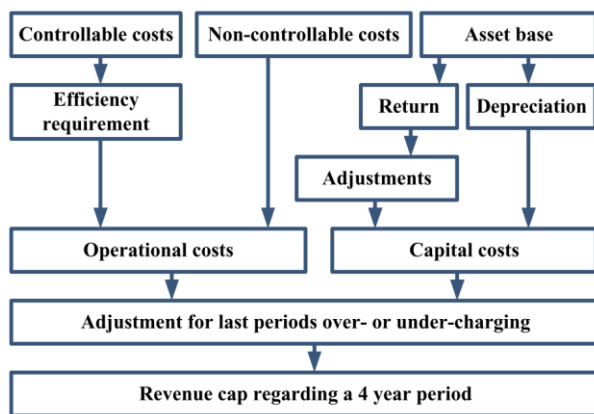 Controllable costs
Non-controllable costs
Asset base
Efficiency
requirement
Return
Depreciation
Adjustments
Operational costs
Capital costs
Adjustment for last periods over- or under-charging
Revenue cap regarding a 4 year period